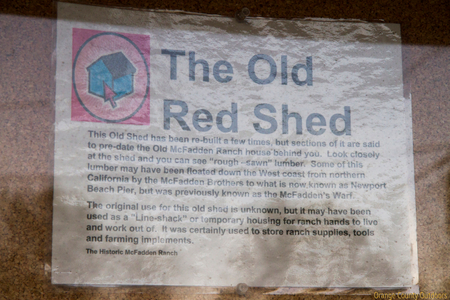 The Old
Red Shed
This Old Shed has been re-built a few times, but sections of it are said
to pre-date the Old McFadden Ranch house behind you. Look closely
at the shed and you can see "rough -sawn" lumber. Some of this
lumber may have been floated down the West coast from northern
California by the McFadden Brothers to what is now known as Newport
Beach Pier, but was previously known as the McFadden's Warf.
The original use for this old shed is unknown, but it may have been
used as a "Line-shack" or temporary housing for ranch hands to live
and work out of. It was certainly used to store ranch supplies, tools
and farming implements.
The Historic McFadden Ranch
Orange County Outdoors